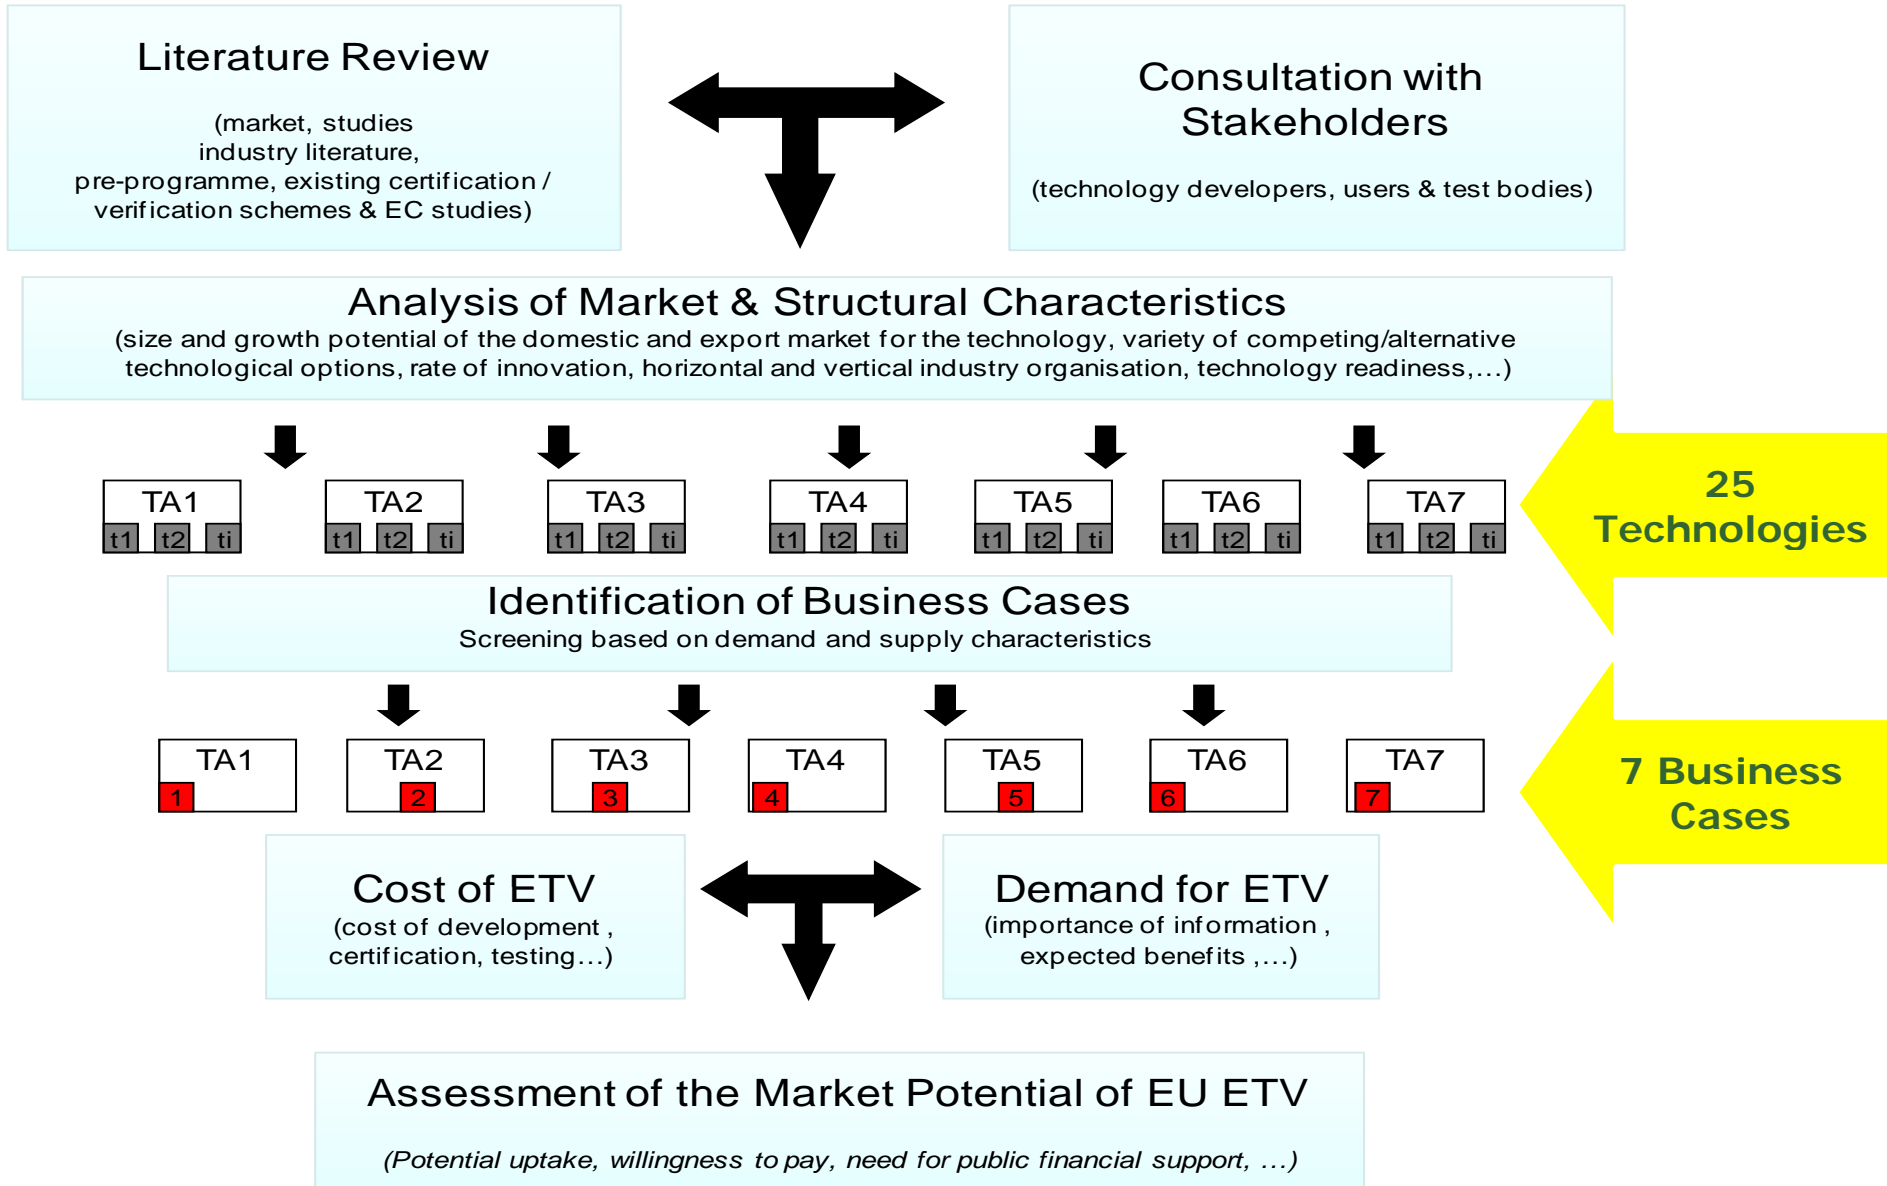 Literature Review
(market, studies
industry literature,
pre-programme, existing certification /
verification schemes & EC studies)
Consultation with
Stakeholders
(technology developers, users & test bodies)
Analysis of Market & Structural Characteristics
(size and growth potential of the domestic and export market for the technology, variety of competing/alternative
technological options, rate of innovation, horizontal and vertical industry organisation, technology readiness,…)
TA1 TA2 TA3 TA4 TA5 TA6 TA7
t1 t2 ti t1 t2 ti t1 t2 ti t1 t2 ti t1 t2 ti t1 t2 ti t1 t2 ti
25
Technologies
Identification of Business Cases
Screening based on demand and supply characteristics
TA1 TA2 TA3 TA4 TA5 TA6 TA7
1 2 3 4 5 6 7
7 Business
Cases
Cost of ETV
(cost of development ,
certification, testing…)
Demand for ETV
(importance of information ,
expected benefits ,…)
Assessment of the Market Potential of EU ETV
(Potential uptake, willingness to pay, need for public financial support, …)